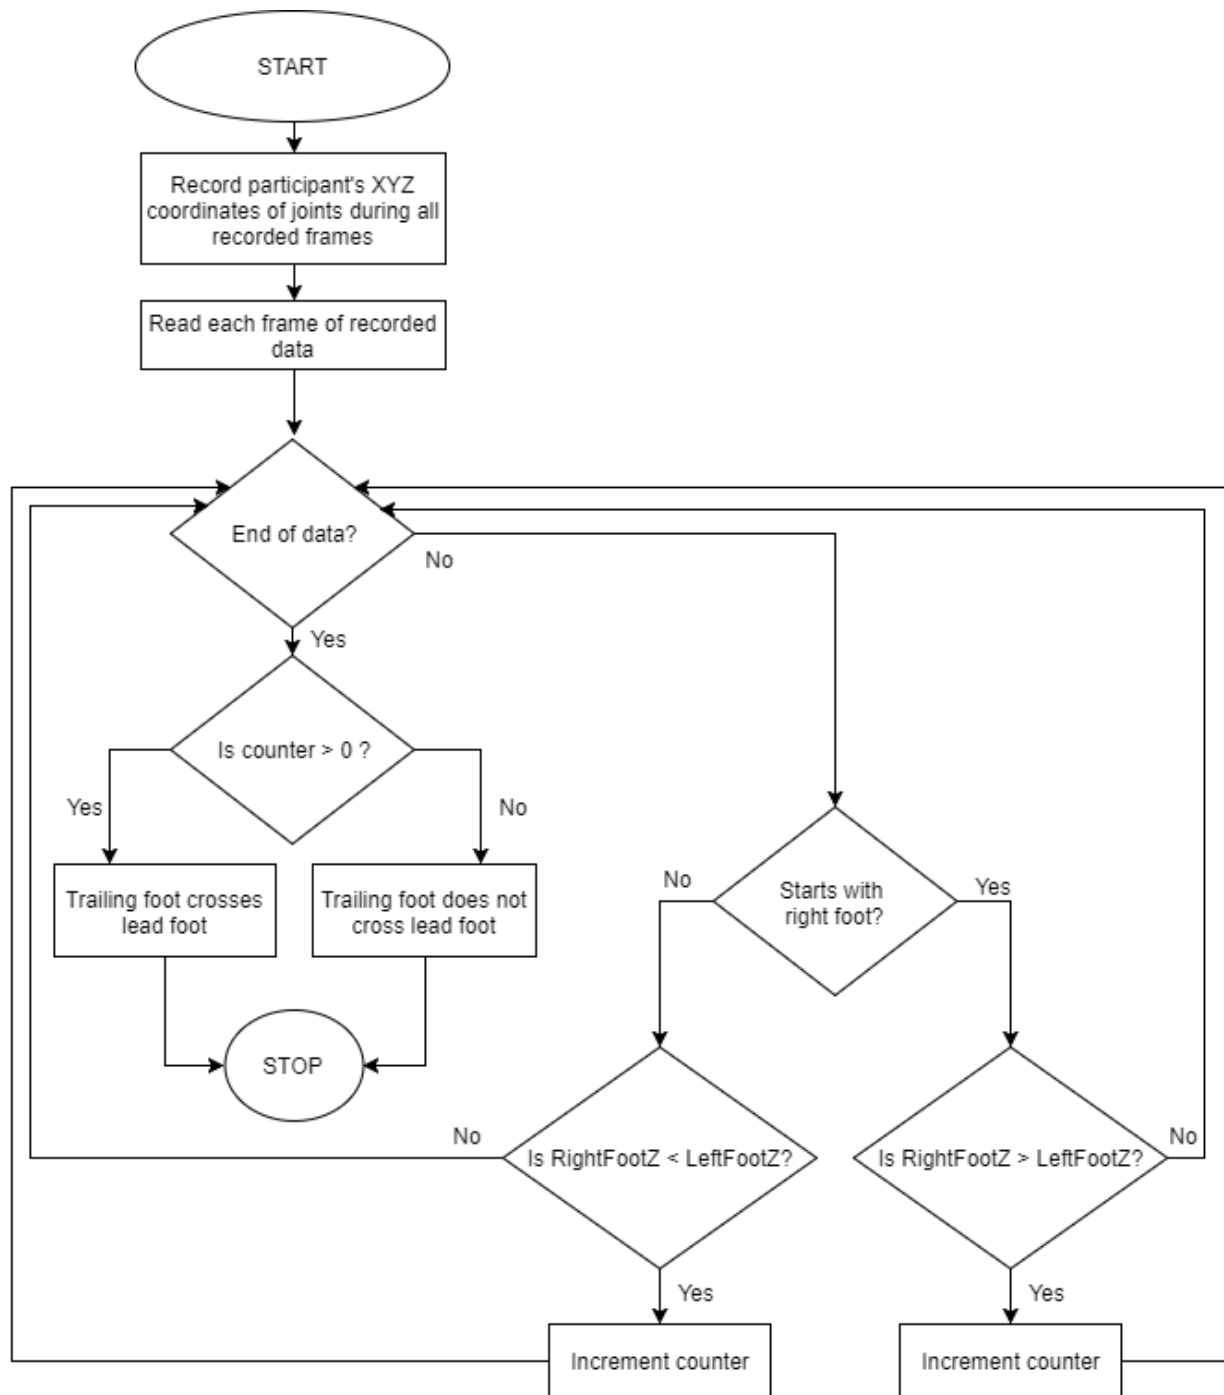 START
Record participant's XYZ
coordinates of joints during all
recorded frames
Read each frame of recorded
data
End of data?
No
Yes
Is counter > 0 ?
Yes
No
Trailing foot crosses
lead foot
Trailing foot does not
cross lead foot
STOP
Starts with
right foot?
No
Yes
Is RightFootZ < LeftFootZ?
No
Yes
Increment counter
Is RightFootZ > LeftFootZ?
No
Yes
Increment counter